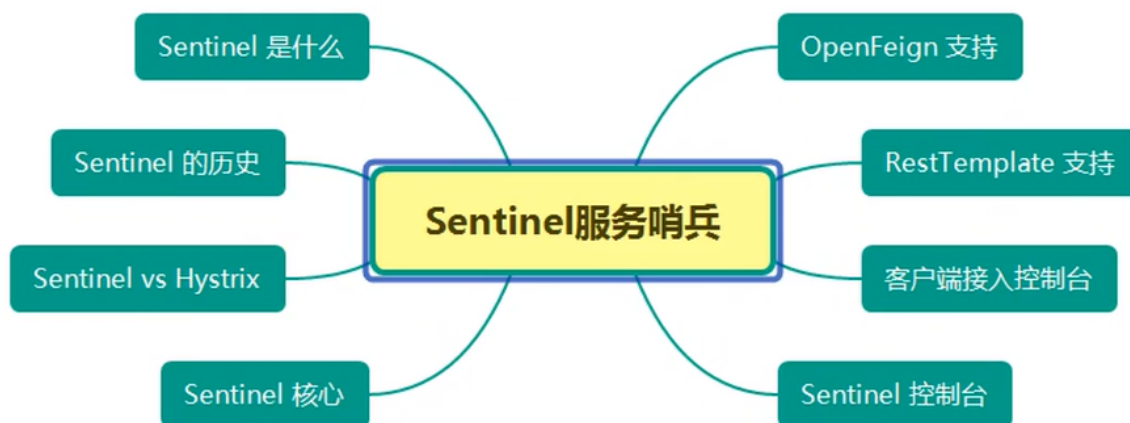 Sentinel 是什么
OpenFeign 支持
Sentinel 的历史
RestTemplate 支持
Sentinel服务哨兵
Sentinel vs Hystrix
客户端接入控制台
Sentinel 核心
Sentinel 控制台